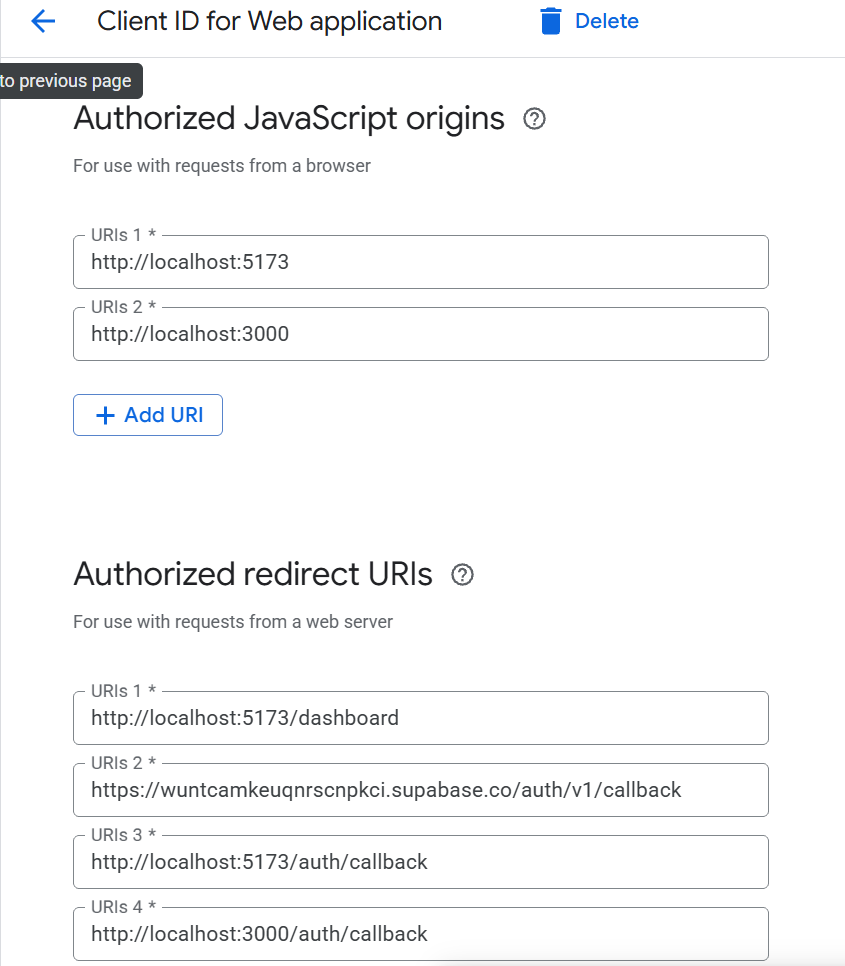 Client ID for Web application
Delete
to previous page
Authorized JavaScript origins
For use with requests from a browser
URIs 1 *
http://localhost:5173
URIs 2 *
http://localhost:3000
+ Add URI
Authorized redirect URIs
For use with requests from a web server
URIs 1 *
http://localhost:5173/dashboard
URIs 2 *
https://wuntcamkeuqnrscnpkci.supabase.co/auth/v1/callback
URIs 3 *
http://localhost:5173/auth/callback
URIs 4 *
http://localhost:3000/auth/callback